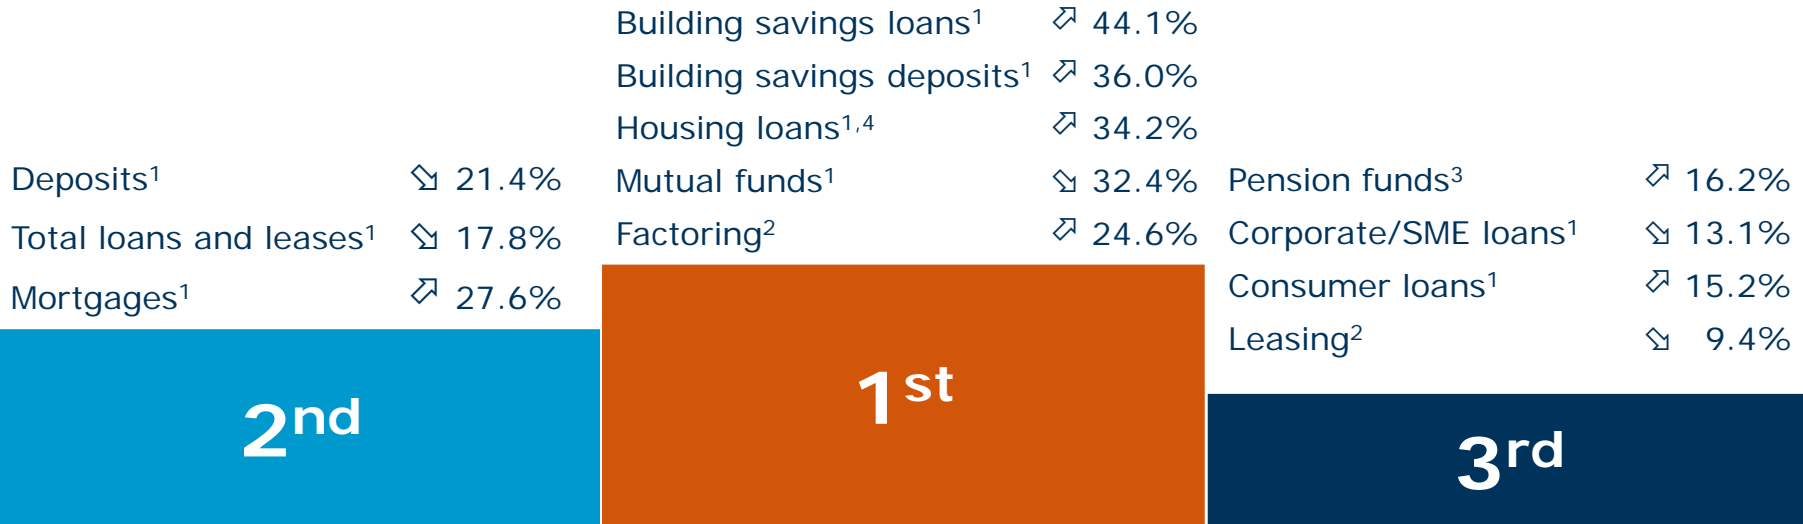 Deposits¹ ⬂ 21.4%
Total loans and leases¹ ⬂ 17.8%
Mortgages¹ ⬀ 27.6%
2nd
Building savings loans¹ ⬀ 44.1%
Building savings deposits¹ ⬀ 36.0%
Housing loans¹,⁴ ⬀ 34.2%
Mutual funds¹ ⬂ 32.4%
Factoring² ⬀ 24.6%
1st
Pension funds³ ⬀ 16.2%
Corporate/SME loans¹ ⬂ 13.1%
Consumer loans¹ ⬀ 15.2%
Leasing² ⬂ 9.4%
3rd